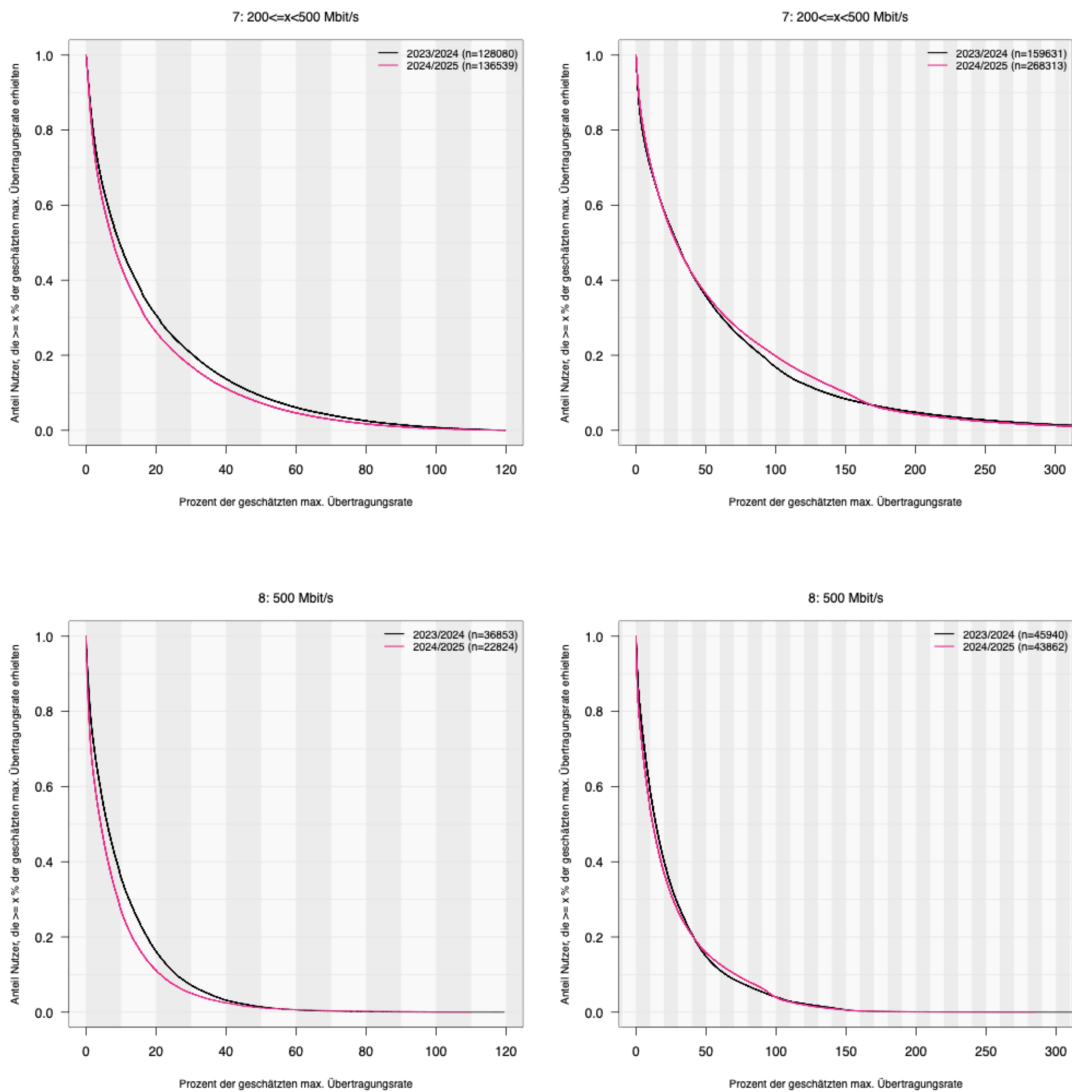 7: 200<=x<500 Mbit/s
Anteil Nutzer, die >= x % der geschätzten max. Übertragungsrate erhielten
1.0
0.8
0.6
0.4
0.2
0.0
2023/2024 (n=128080)
2024/2025 (n=136539)
0 20 40 60 80 100 120
Prozent der geschätzten max. Übertragungsrate
7: 200<=x<500 Mbit/s
Anteil Nutzer, die >= x % der geschätzten max. Übertragungsrate erhielten
1.0
0.8
0.6
0.4
0.2
0.0
2023/2024 (n=159631)
2024/2025 (n=268313)
0 50 100 150 200 250 300
Prozent der geschätzten max. Übertragungsrate
8: 500 Mbit/s
Anteil Nutzer, die >= x % der geschätzten max. Übertragungsrate erhielten
1.0
0.8
0.6
0.4
0.2
0.0
2023/2024 (n=36853)
2024/2025 (n=22824)
0 20 40 60 80 100 120
Prozent der geschätzten max. Übertragungsrate
8: 500 Mbit/s
Anteil Nutzer, die >= x % der geschätzten max. Übertragungsrate erhielten
1.0
0.8
0.6
0.4
0.2
0.0
2023/2024 (n=45940)
2024/2025 (n=43862)
0 50 100 150 200 250 300
Prozent der geschätzten max. Übertragungsrate